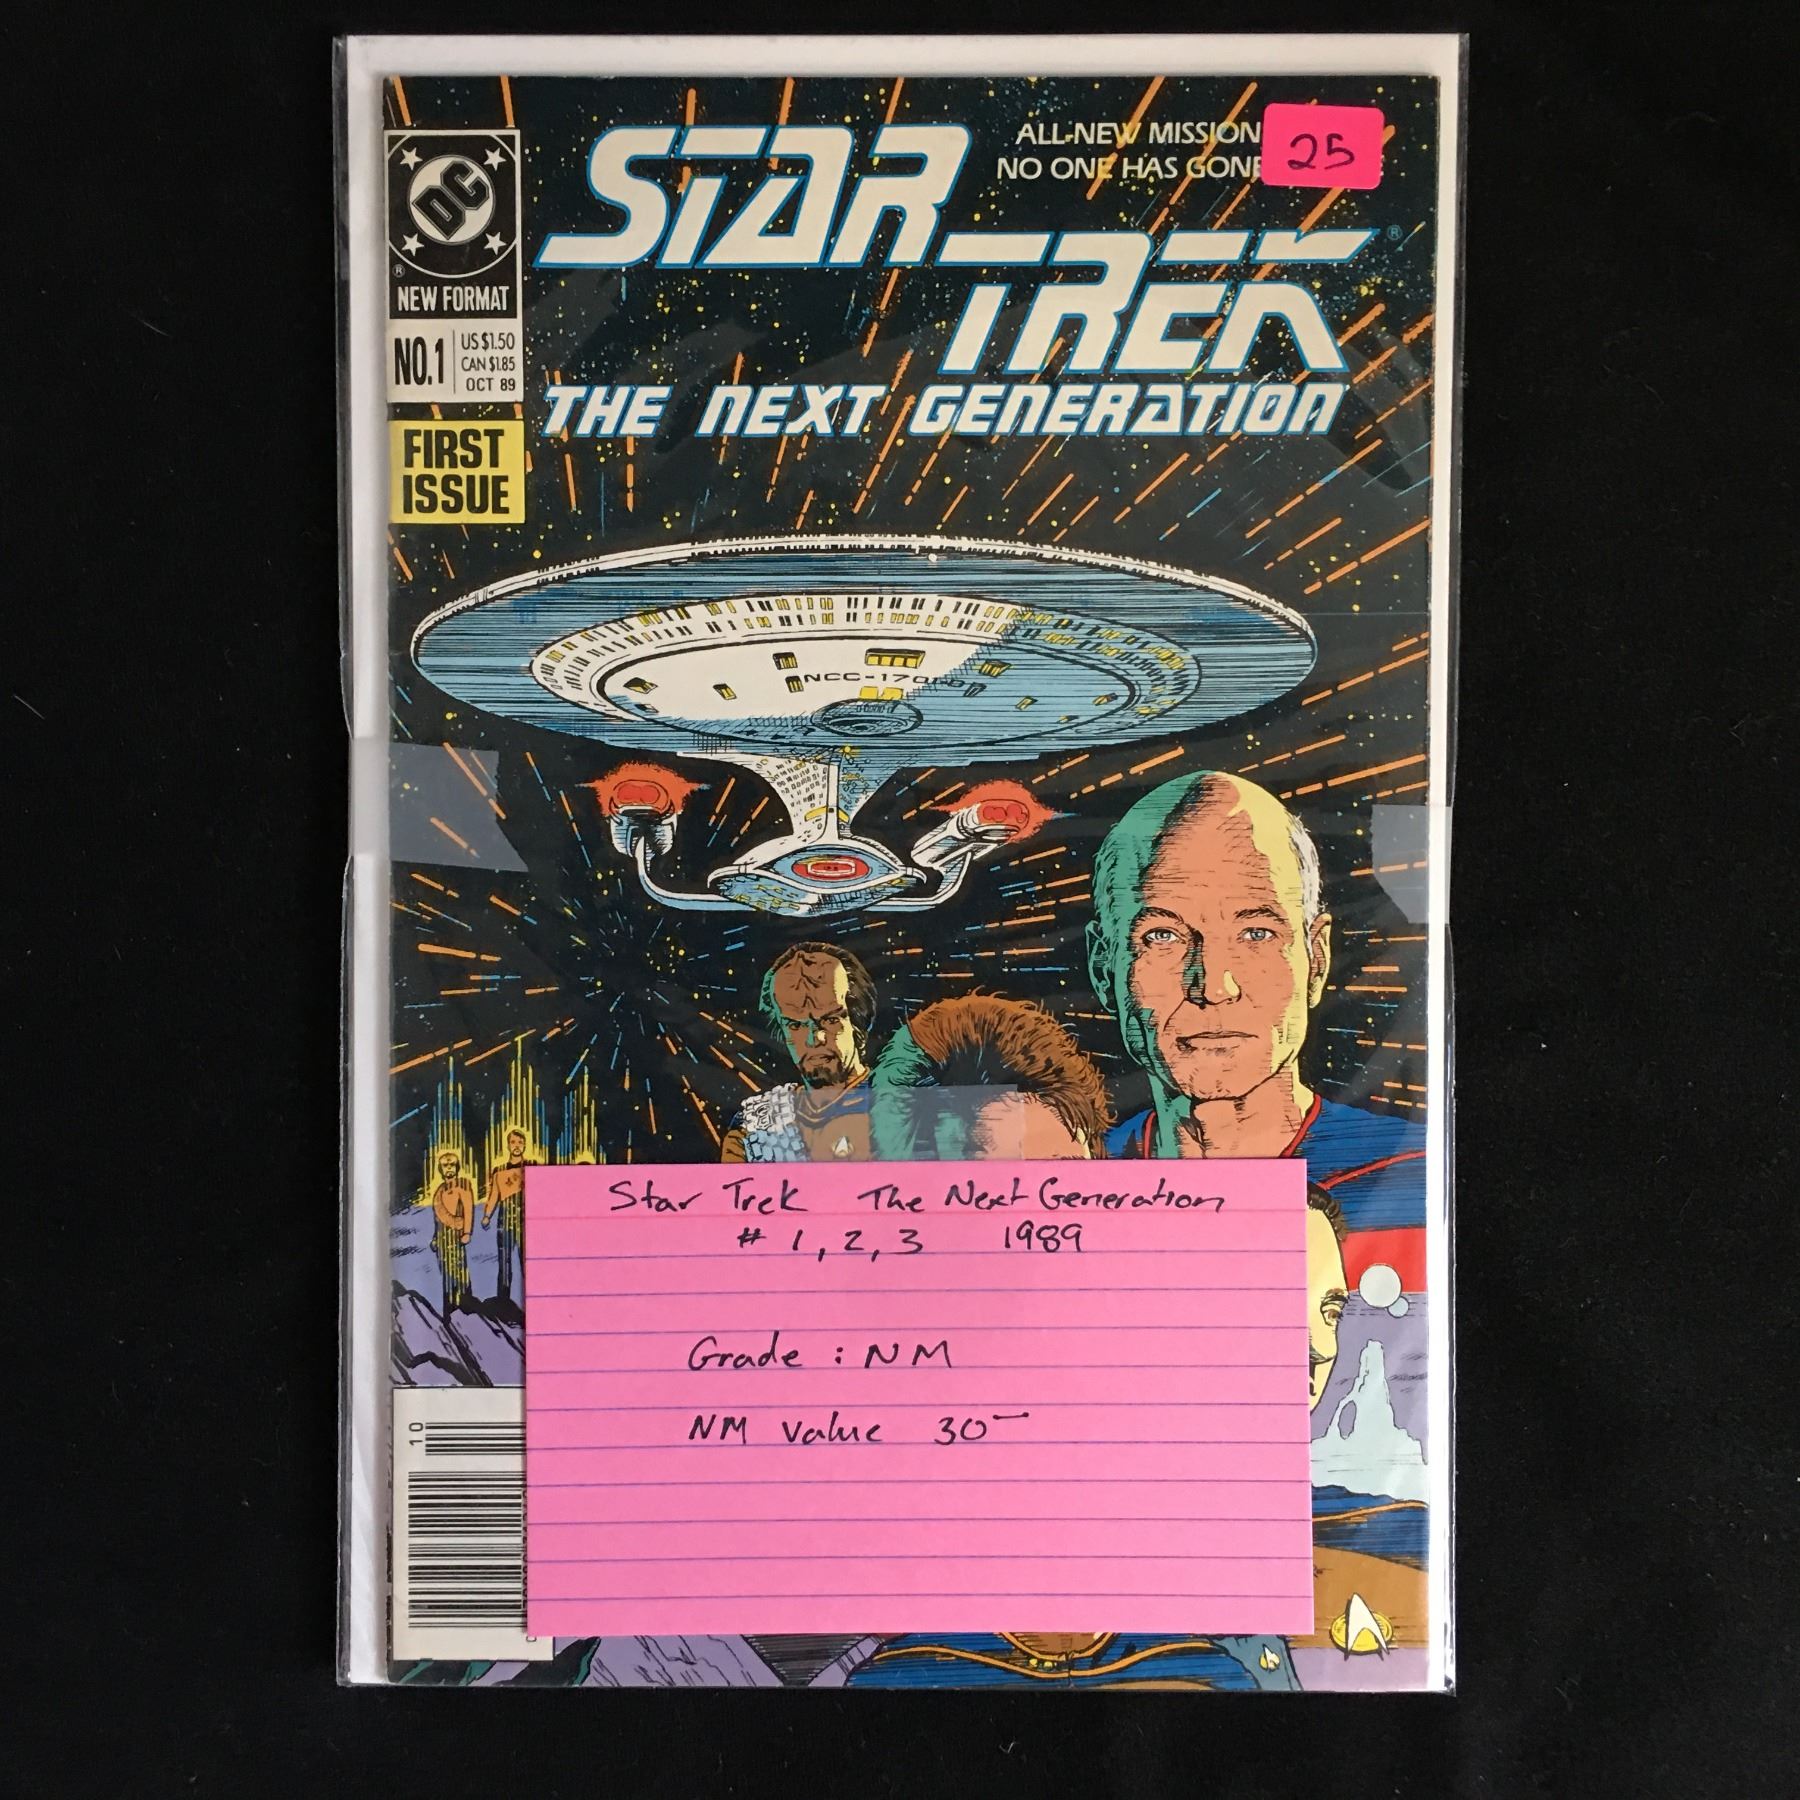 ALL-NEW MISSION
NO ONE HAS GONE
25
STAR
TREK
®
THE NEXT GENERATION
DC
®
NEW FORMAT
NO.1
US $1.50
CAN $1.85
OCT 89
FIRST
ISSUE
NCC-1701-D
Star Trek The Next Generation
# 1, 2, 3 1989
Grade : NM
NM value 30—
10